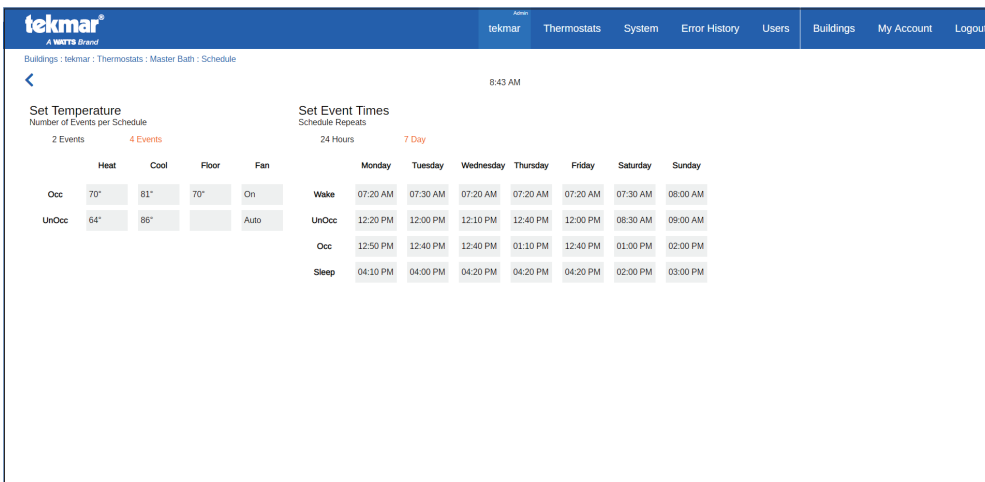 tekmar®
A WATTS Brand
Admin
tekmar Thermostats System Error History Users Buildings My Account Logout
Buildings : tekmar : Thermostats : Master Bath : Schedule
8:43 AM
Set Temperature
Number of Events per Schedule
2 Events 4 Events
Heat Cool Floor Fan
Occ 70° 81° 70° On
UnOcc 64° 86° Auto
Set Event Times
Schedule Repeats
24 Hours 7 Day
Monday Tuesday Wednesday Thursday Friday Saturday Sunday
Wake 07:20 AM 07:30 AM 07:20 AM 07:20 AM 07:20 AM 07:30 AM 08:00 AM
UnOcc 12:20 PM 12:00 PM 12:10 PM 12:40 PM 12:00 PM 08:30 AM 09:00 AM
Occ 12:50 PM 12:40 PM 12:40 PM 01:10 PM 12:40 PM 01:00 PM 02:00 PM
Sleep 04:10 PM 04:00 PM 04:20 PM 04:20 PM 04:20 PM 02:00 PM 03:00 PM